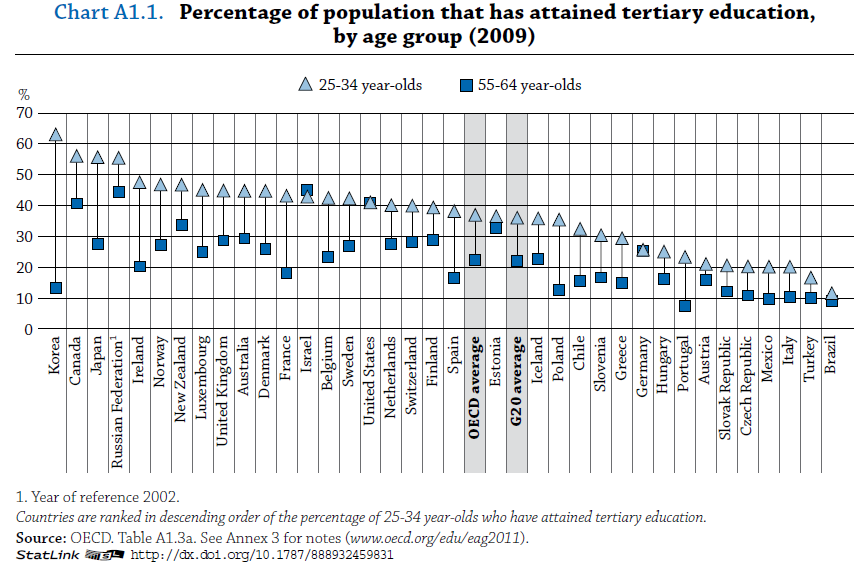 Chart A1.1. Percentage of population that has attained tertiary education,
by age group (2009)
25-34 year-olds
55-64 year-olds
%
70
60
50
40
30
20
10
0
Korea
Canada
Japan
Russian Federation¹
Ireland
Norway
New Zealand
Luxembourg
United Kingdom
Australia
Denmark
France
Israel
Belgium
Sweden
United States
Netherlands
Switzerland
Finland
Spain
OECD average
Estonia
G20 average
Iceland
Poland
Chile
Slovenia
Greece
Germany
Hungary
Portugal
Austria
Slovak Republic
Czech Republic
Mexico
Italy
Turkey
Brazil
1. Year of reference 2002.
Countries are ranked in descending order of the percentage of 25-34 year-olds who have attained tertiary education.
Source: OECD. Table A1.3a. See Annex 3 for notes (www.oecd.org/edu/eag2011).
StatLink http://dx.doi.org/10.1787/888932459831